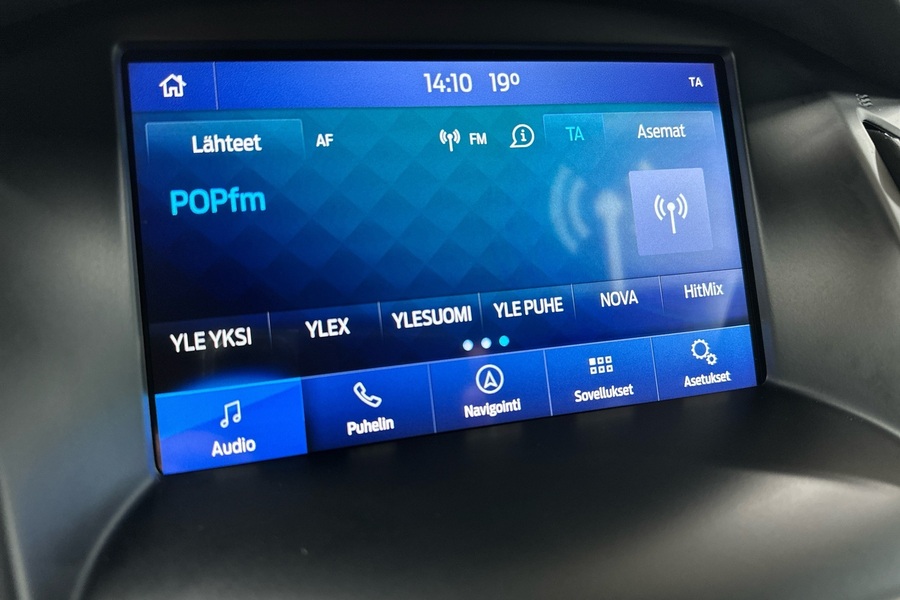 14:10 19º TA
Lähteet AF FM TA Asemat
POPfm
YLE YKSI YLEX YLESUOMI YLE PUHE NOVA HitMix
Audio Puhelin Navigointi Sovellukset Asetukset